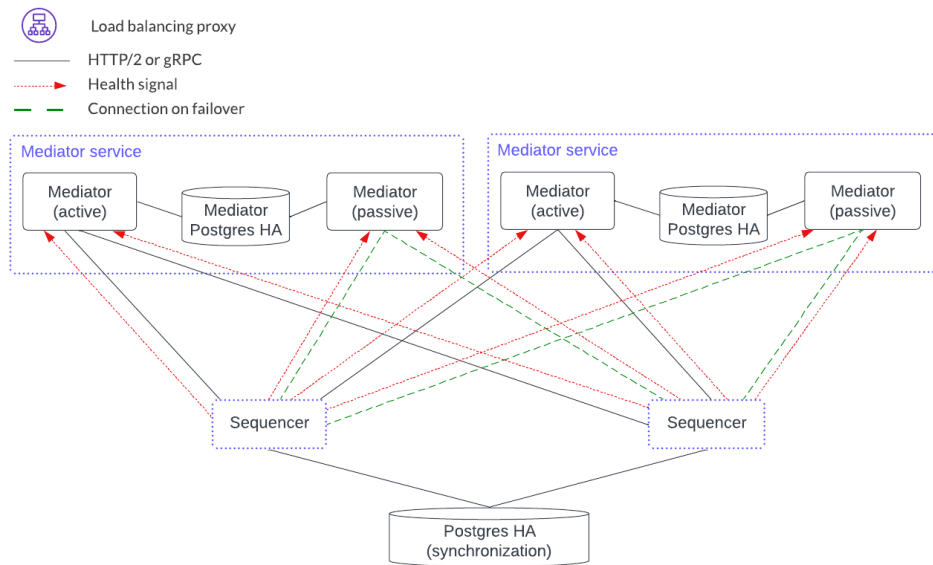 Load balancing proxy
HTTP/2 or gRPC
Health signal
Connection on failover
Mediator service
Mediator
(active)
Mediator
Postgres HA
Mediator
(passive)
Mediator service
Mediator
(active)
Mediator
Postgres HA
Mediator
(passive)
Sequencer
Sequencer
Postgres HA
(synchronization)